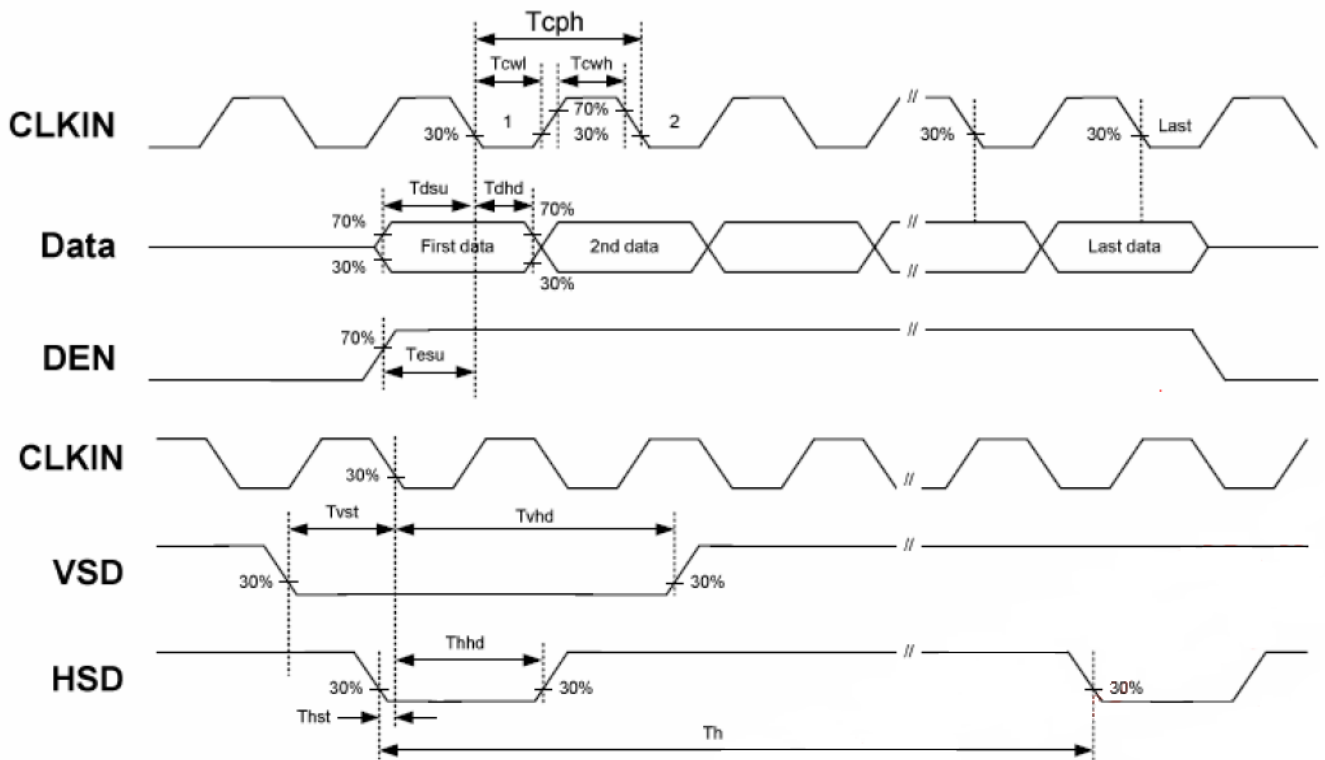 Tcph
Tcwl Tcwh
CLKIN 30% 1 70% 30% 2 // 30% 30% Last
Tdsu Tdhd
70% 70%
Data First data 2nd data // // Last data
30% 30%
DEN 70% //
Tesu
CLKIN 30% //
Tvst Tvhd
VSD 30% 30% //
Thhd
HSD 30% 30% // 30%
Thst
Th